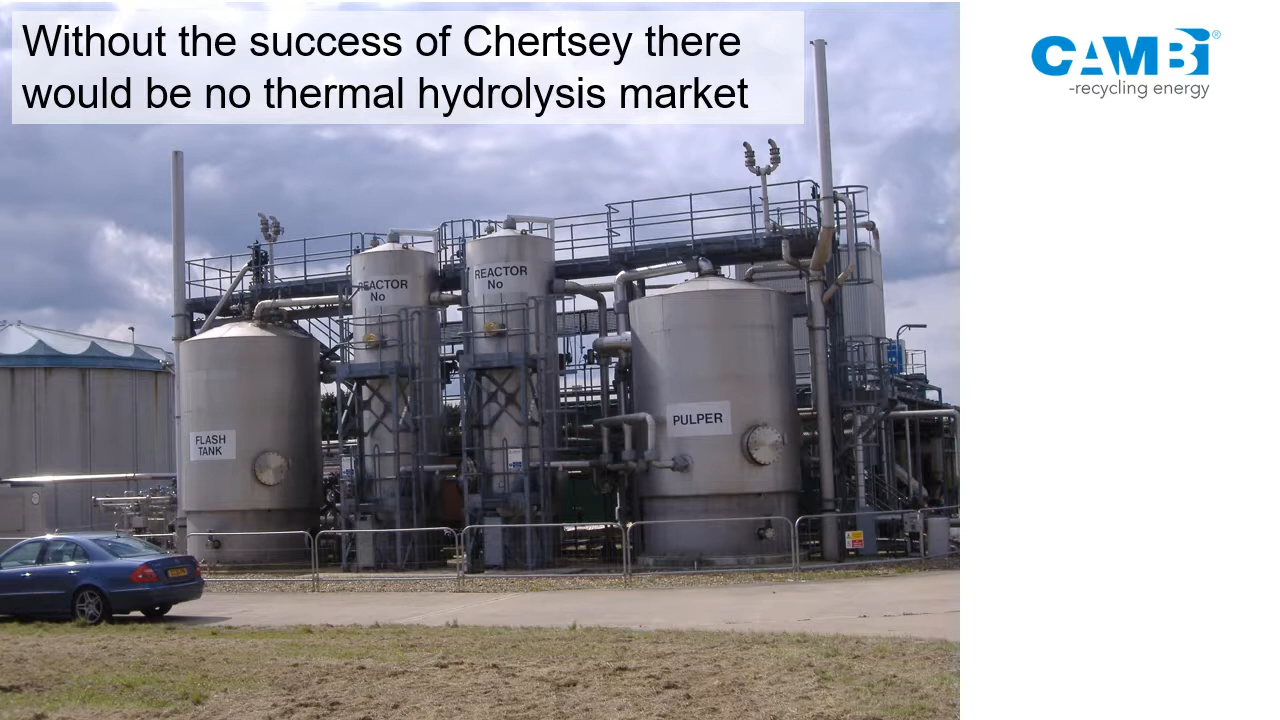 Without the success of Chertsey there
would be no thermal hydrolysis market
CAMBI®
-recycling energy
REACTOR
No
REACTOR
No
FLASH
TANK
PULPER